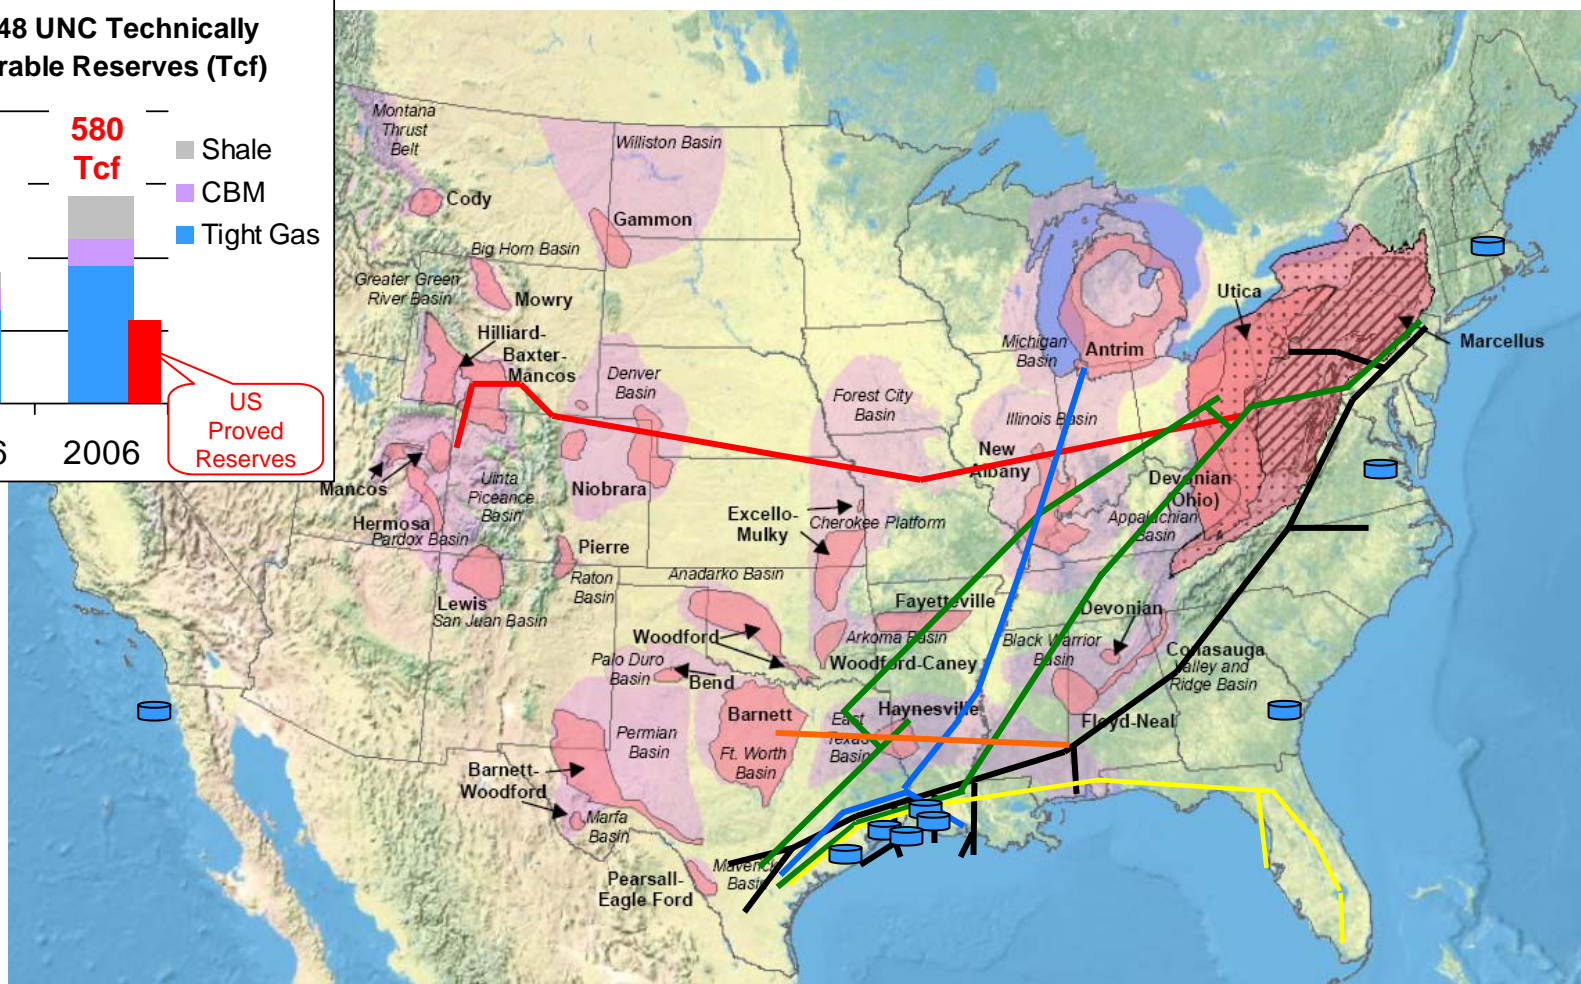 48 UNC Technically
rable Reserves (Tcf)
580
Tcf
Shale
CBM
Tight Gas
6
2006
US
Proved
Reserves
Montana
Thrust
Belt
Williston Basin
Cody
Gammon
Big Horn Basin
Greater Green
River Basin
Mowry
Hilliard-
Baxter-
Mancos
Michigan
Basin
Antrim
Utica
Marcellus
Denver
Basin
Forest City
Basin
Illinois Basin
New
Albany
Mancos
Uinta
Piceance
Basin
Niobrara
Devonian
(Ohio)
Hermosa
Pardox Basin
Excello-
Mulky
Cherokee Platform
Appalachian
Basin
Pierre
Raton
Basin
Anadarko Basin
Lewis
San Juan Basin
Fayetteville
Devonian
Woodford
Arkoma Basin
Black Warrior
Basin
Conasauga
Valley and
Ridge Basin
Palo Duro
Basin
Bend
Woodford-Caney
Barnett
Haynesville
Floyd-Neal
Permian
Basin
Ft. Worth
Basin
East
Texas
Basin
Barnett-
Woodford
Marfa
Basin
Pearsall-
Eagle Ford
Maverick
Basin